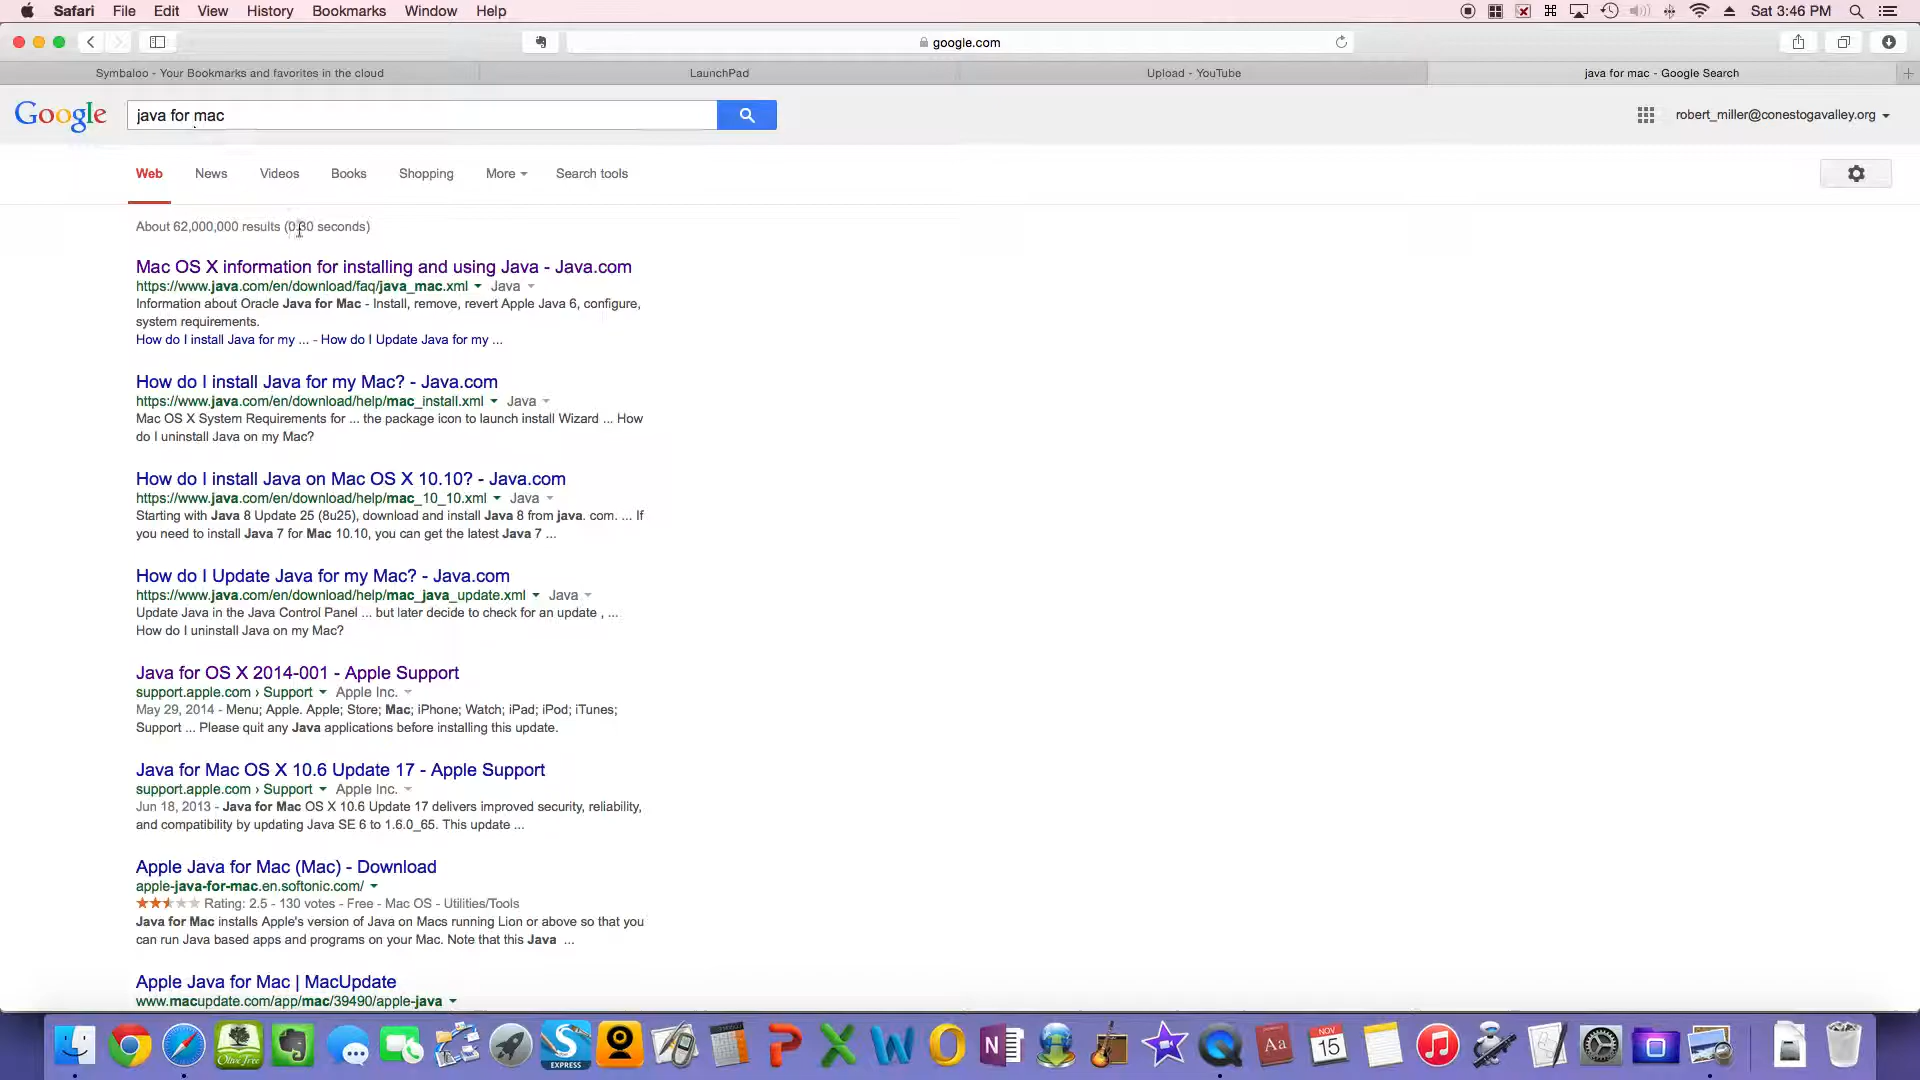 Safari File Edit View History Bookmarks Window Help Sat 3:46 PM
google.com
Symbaloo - Your Bookmarks and favorites in the cloud LaunchPad Upload - YouTube java for mac - Google Search
Google java for mac robert_miller@conestogavalley.org
Web News Videos Books Shopping More Search tools
About 62,000,000 results (0.30 seconds)
Mac OS X information for installing and using Java - Java.com
https://www.java.com/en/download/faq/java_mac.xml Java
Information about Oracle Java for Mac - Install, remove, revert Apple Java 6, configure,
system requirements.
How do I install Java for my ... - How do I Update Java for my ...
How do I install Java for my Mac? - Java.com
https://www.java.com/en/download/help/mac_install.xml Java
Mac OS X System Requirements for ... the package icon to launch install Wizard ... How
do I uninstall Java on my Mac?
How do I install Java on Mac OS X 10.10? - Java.com
https://www.java.com/en/download/help/mac_10_10.xml Java
Starting with Java 8 Update 25 (8u25), download and install Java 8 from java. com. ... If
you need to install Java 7 for Mac 10.10, you can get the latest Java 7 ...
How do I Update Java for my Mac? - Java.com
https://www.java.com/en/download/help/mac_java_update.xml Java
Update Java in the Java Control Panel ... but later decide to check for an update , ...
How do I uninstall Java on my Mac?
Java for OS X 2014-001 - Apple Support
support.apple.com › Support Apple Inc.
May 29, 2014 - Menu; Apple. Apple; Store; Mac; iPhone; Watch; iPad; iPod; iTunes;
Support ... Please quit any Java applications before installing this update.
Java for Mac OS X 10.6 Update 17 - Apple Support
support.apple.com › Support Apple Inc.
Jun 18, 2013 - Java for Mac OS X 10.6 Update 17 delivers improved security, reliability,
and compatibility by updating Java SE 6 to 1.6.0_65. This update ...
Apple Java for Mac (Mac) - Download
apple-java-for-mac.en.softonic.com/
Rating: 2.5 - 130 votes - Free - Mac OS - Utilities/Tools
Java for Mac installs Apple's version of Java on Macs running Lion or above so that you
can run Java based apps and programs on your Mac. Note that this Java ...
Apple Java for Mac | MacUpdate
www.macupdate.com/app/mac/39490/apple-java
Olive Tree S EXPRESS P X W O N Aa NOV 15